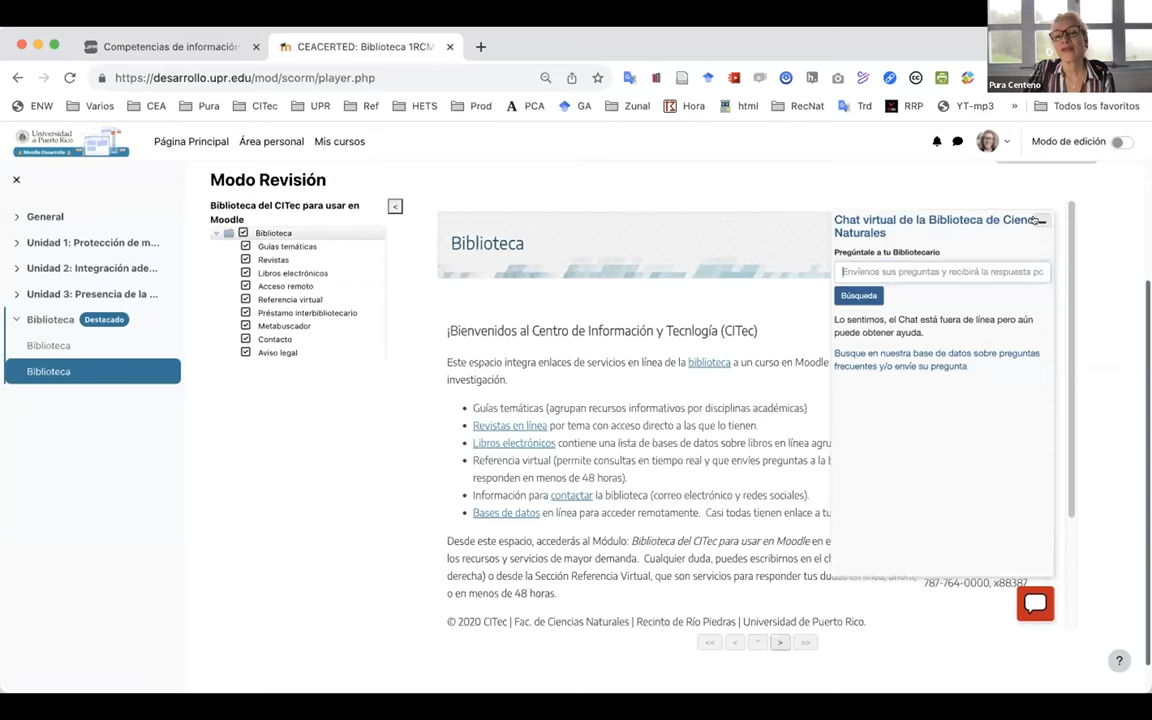 Competencias de informació
CEACERTED: Biblioteca 1RCM
https://desarrollo.upr.edu/mod/scorm/player.php
Pura Centeno
ENW
Varios
CEA
Pura
CITec
UPR
Ref
HETS
Prod
PCA
GA
Zunal
Hora
html
RecNat
Trd
RRP
YT-mp3
»
Todos los favoritos
Universidad
de Puerto Rico
Moodle Desarrollo
Página Principal
Área personal
Mis cursos
Modo de edición
General
Unidad 1: Protección de m...
Unidad 2: Integración ade...
Unidad 3: Presencia de la ...
Biblioteca
Destacado
Biblioteca
Biblioteca
Modo Revisión
Biblioteca del CITec para usar en
Moodle
<
Biblioteca
Guías temáticas
Revistas
Libros electrónicos
Acceso remoto
Referencia virtual
Préstamo interbibliotecario
Metabuscador
Contacto
Aviso legal
Biblioteca
¡Bienvenidos al Centro de Información y Tecnlogía (CITec)
Este espacio integra enlaces de servicios en línea de la biblioteca a un curso en Moodle
investigación.
• Guías temáticas (agrupan recursos informativos por disciplinas académicas)
• Revistas en línea por tema con acceso directo a las que lo tienen.
• Libros electrónicos contiene una lista de bases de datos sobre libros en línea agru
• Referencia virtual (permite consultas en tiempo real y que envíes preguntas a la b
responden en menos de 48 horas).
• Información para contactar la biblioteca (correo electrónico y redes sociales).
• Bases de datos en línea para acceder remotamente. Casi todas tienen enlace a tu
Desde este espacio, accederás al Módulo: Biblioteca del CITec para usar en Moodle en e
los recursos y servicios de mayor demanda. Cualquier duda, puedes escribirnos en el ch
derecha) o desde la Sección Referencia Virtual, que son servicios para responder tus dudas en línea, ahora,
o en menos de 48 horas.
787-764-0000, x88387
© 2020 CITec | Fac. de Ciencias Naturales | Recinto de Río Piedras | Universidad de Puerto Rico.
<< < ^ > >>
Chat virtual de la Biblioteca de Cienc
Naturales
Pregúntale a tu Bibliotecario
Envíenos sus preguntas y recibirá la respuesta pc
Búsqueda
Lo sentimos, el Chat está fuera de línea pero aún
puede obtener ayuda.
Busque en nuestra base de datos sobre preguntas
frecuentes y/o envíe su pregunta
?